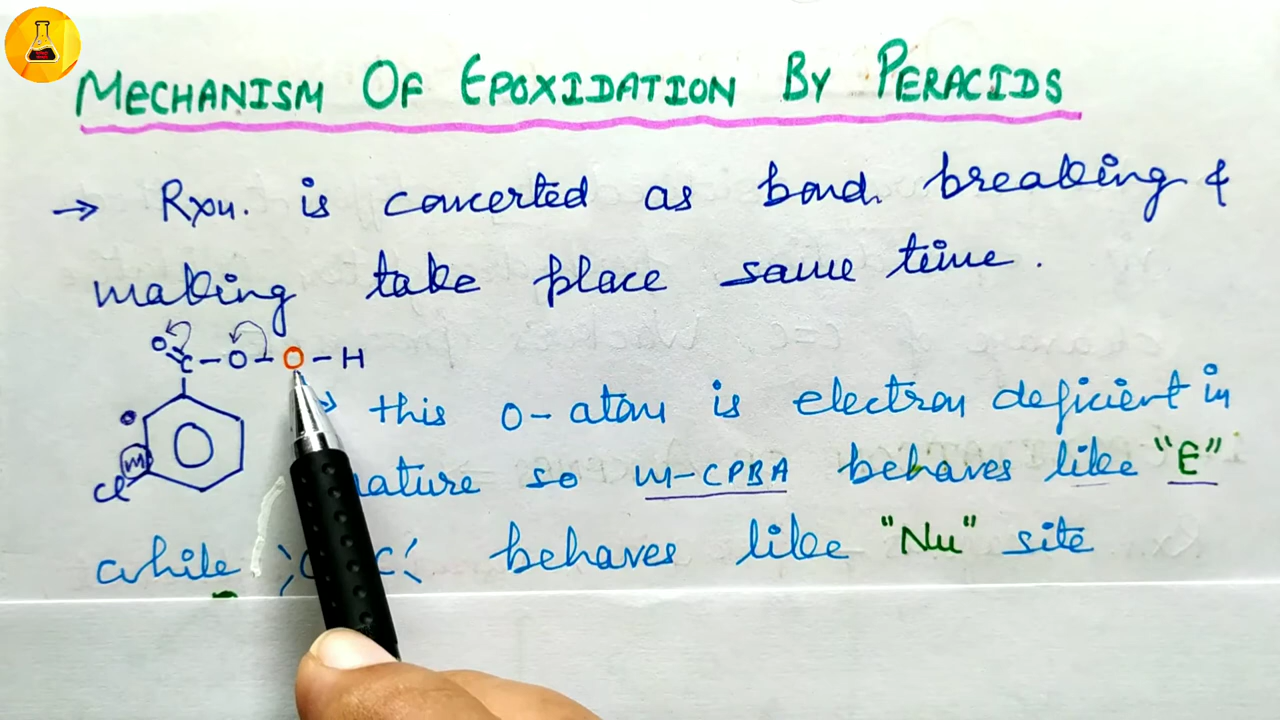 MECHANISM OF EPOXIDATION BY PERACIDS
→ Rxn. is concerted as bond breaking &
making take place same time.
O=C-O-O-H
this O-atom is electron deficient in
nature so m-CPBA behaves like "E"
while C C behaves like "Nu" site
o
m
Cl